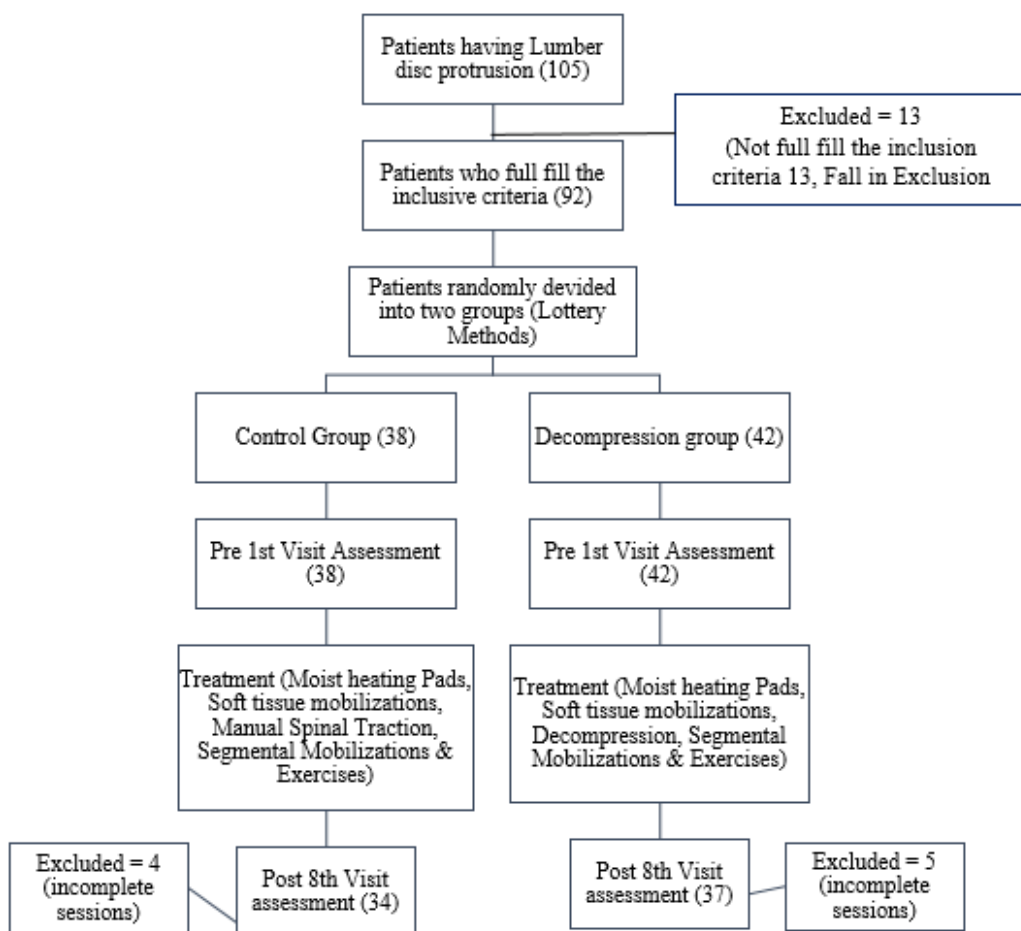 Patients having Lumber
disc protrusion (105)
Excluded = 13
(Not full fill the inclusion
criteria 13, Fall in Exclusion
Patients who full fill the
inclusive criteria (92)
Patients randomly devided
into two groups (Lottery
Methods)
Control Group (38)
Decompression group (42)
Pre 1st Visit Assessment
(38)
Pre 1st Visit Assessment
(42)
Treatment (Moist heating Pads,
Soft tissue mobilizations,
Manual Spinal Traction,
Segmental Mobilizations &
Exercises)
Treatment (Moist heating Pads,
Soft tissue mobilizations,
Decompression, Segmental
Mobilizations & Exercises)
Excluded = 4
(incomplete
sessions)
Post 8th Visit
assessment (34)
Post 8th Visit
assessment (37)
Excluded = 5
(incomplete
sessions)